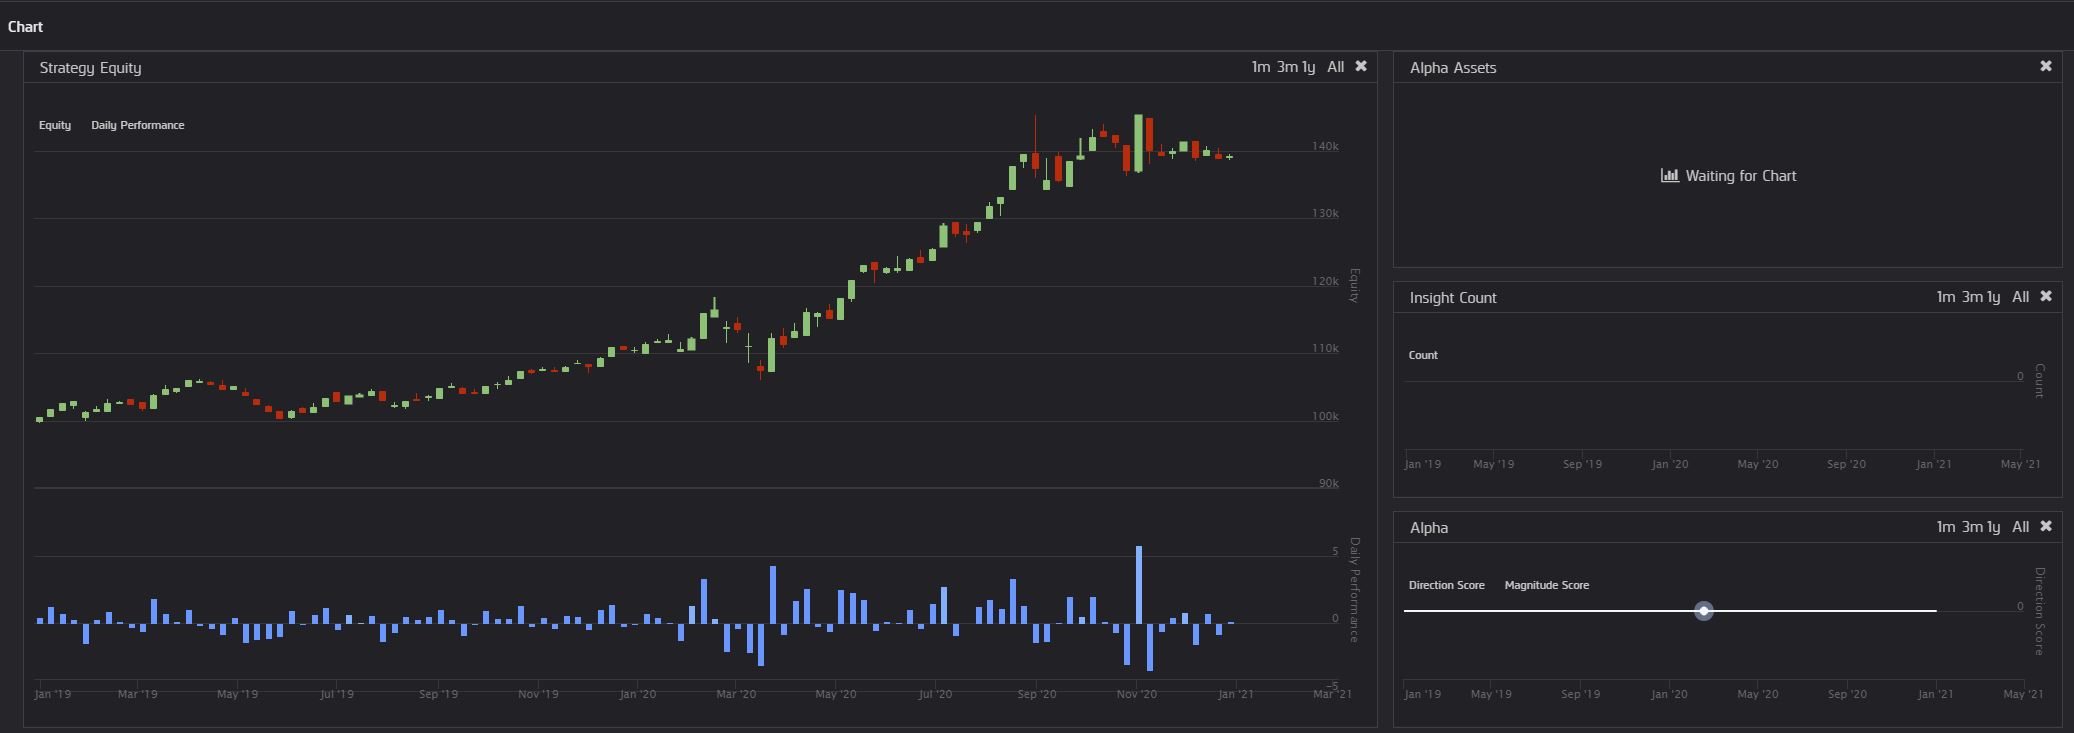 Chart
Strategy Equity
1m 3m 1y All ✖
Equity Daily Performance
140k
130k
120k
110k
100k
90k
Equity
5
0
-5
Daily Performance
Jan '19 Mar '19 May '19 Jul '19 Sep '19 Nov '19 Jan '20 Mar '20 May '20 Jul '20 Sep '20 Nov '20 Jan '21 Mar '21
Alpha Assets ✖
Waiting for Chart
Insight Count
1m 3m 1y All ✖
Count
0
Count
Jan '19 May '19 Sep '19 Jan '20 May '20 Sep '20 Jan '21 May '21
Alpha
1m 3m 1y All ✖
Direction Score Magnitude Score
0
Direction Score
Jan '19 May '19 Sep '19 Jan '20 May '20 Sep '20 Jan '21 May '21